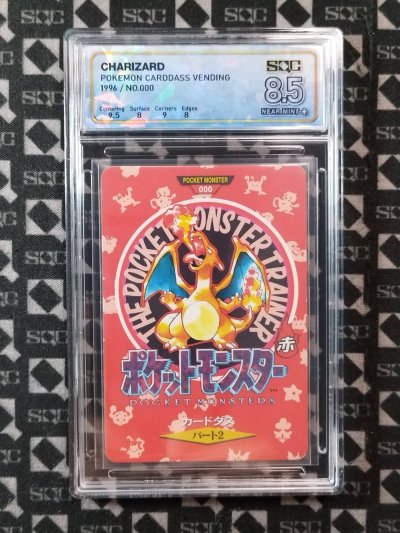 CHARIZARD
POKEMON CARDDASS VENDING
1996 / NO.000
Centering Surface Corners Edges
9.5 8 9 8
SQC
8.5
NEAR MINT +
POCKET MONSTER
000
THE POCKET MONSTER TRAINER
赤
ポケットモンスター
POCKET MONSTERS
カードダス
パート2
SQC